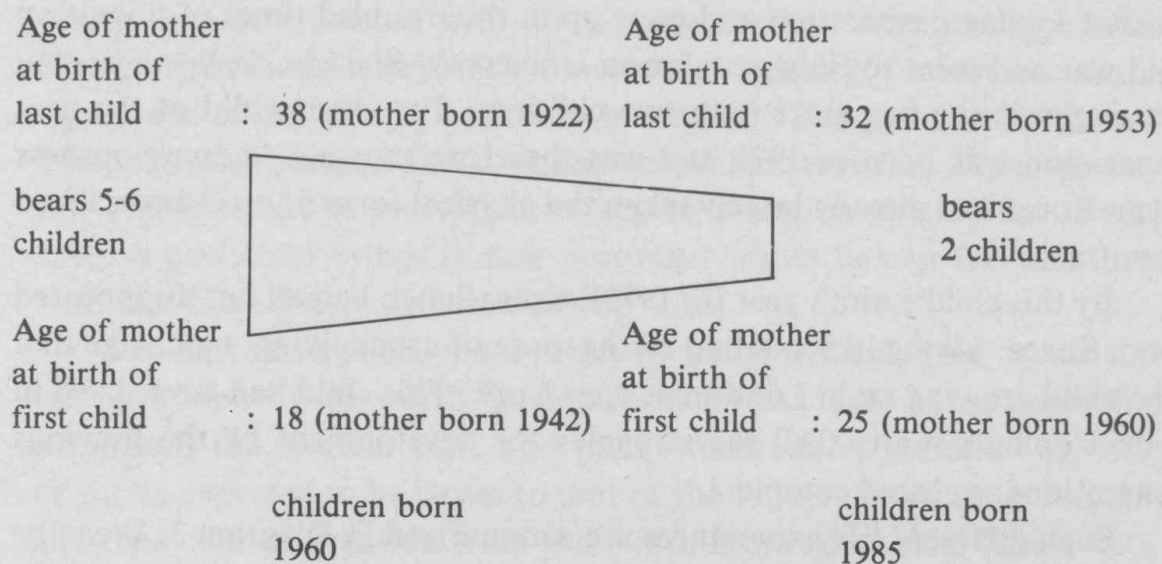 Age of mother
at birth of
last child : 38 (mother born 1922)
Age of mother
at birth of
last child : 32 (mother born 1953)
bears 5-6
children
bears
2 children
Age of mother
at birth of
first child : 18 (mother born 1942)
Age of mother
at birth of
first child : 25 (mother born 1960)
children born
1960
children born
1985